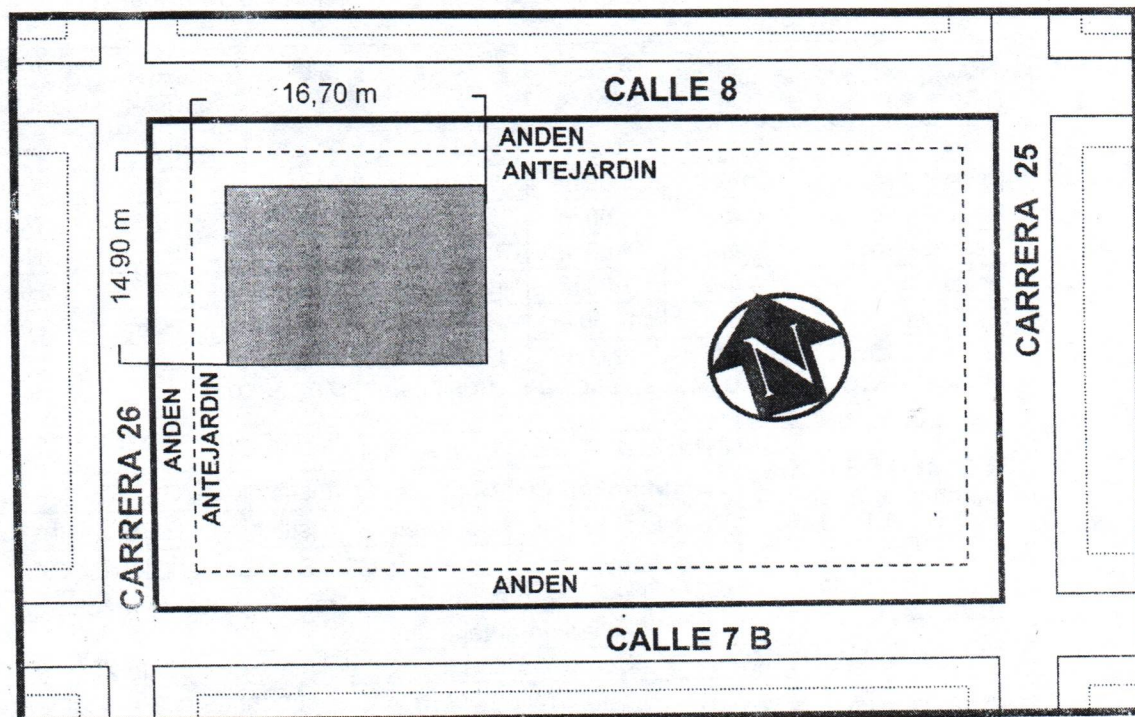 CALLE 8
16,70 m
ANDEN
ANTEJARDIN
14,90 m
CARRERA 25
N
CARRERA 26
ANDEN
ANTEJARDIN
ANDEN
CALLE 7 B